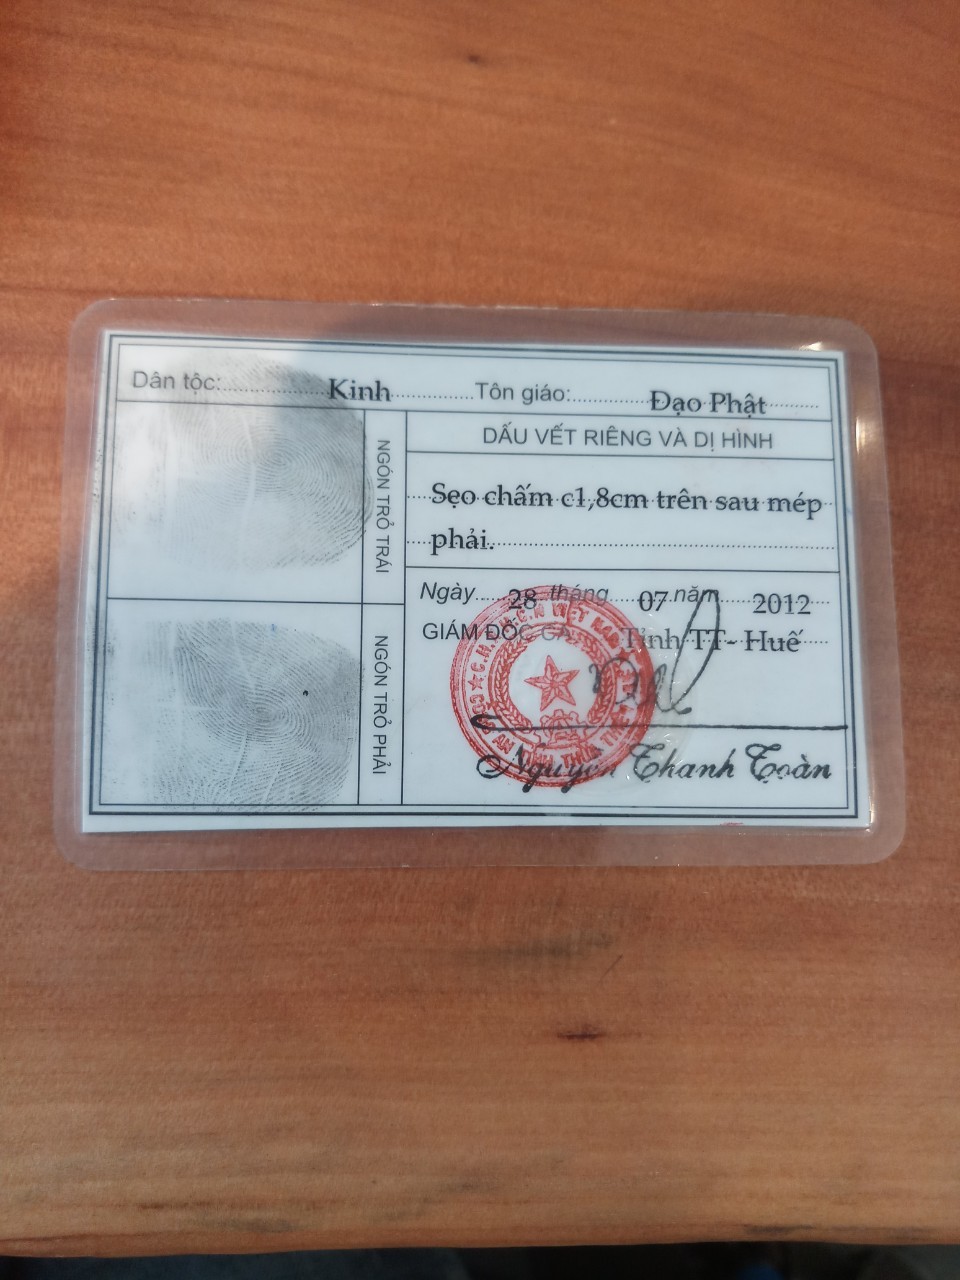 Dân tộc: Kinh Tôn giáo: Đạo Phật
NGÓN TRỎ TRÁI
DẤU VẾT RIÊNG VÀ DỊ HÌNH
Sẹo chấm c1,8cm trên sau mép
phải.
NGÓN TRỎ PHẢI
Ngày 28 tháng 07 năm 2012
GIÁM ĐỐC CA Tỉnh TT- Huế
VIỆT NAM
Nguyễn Thanh Toàn